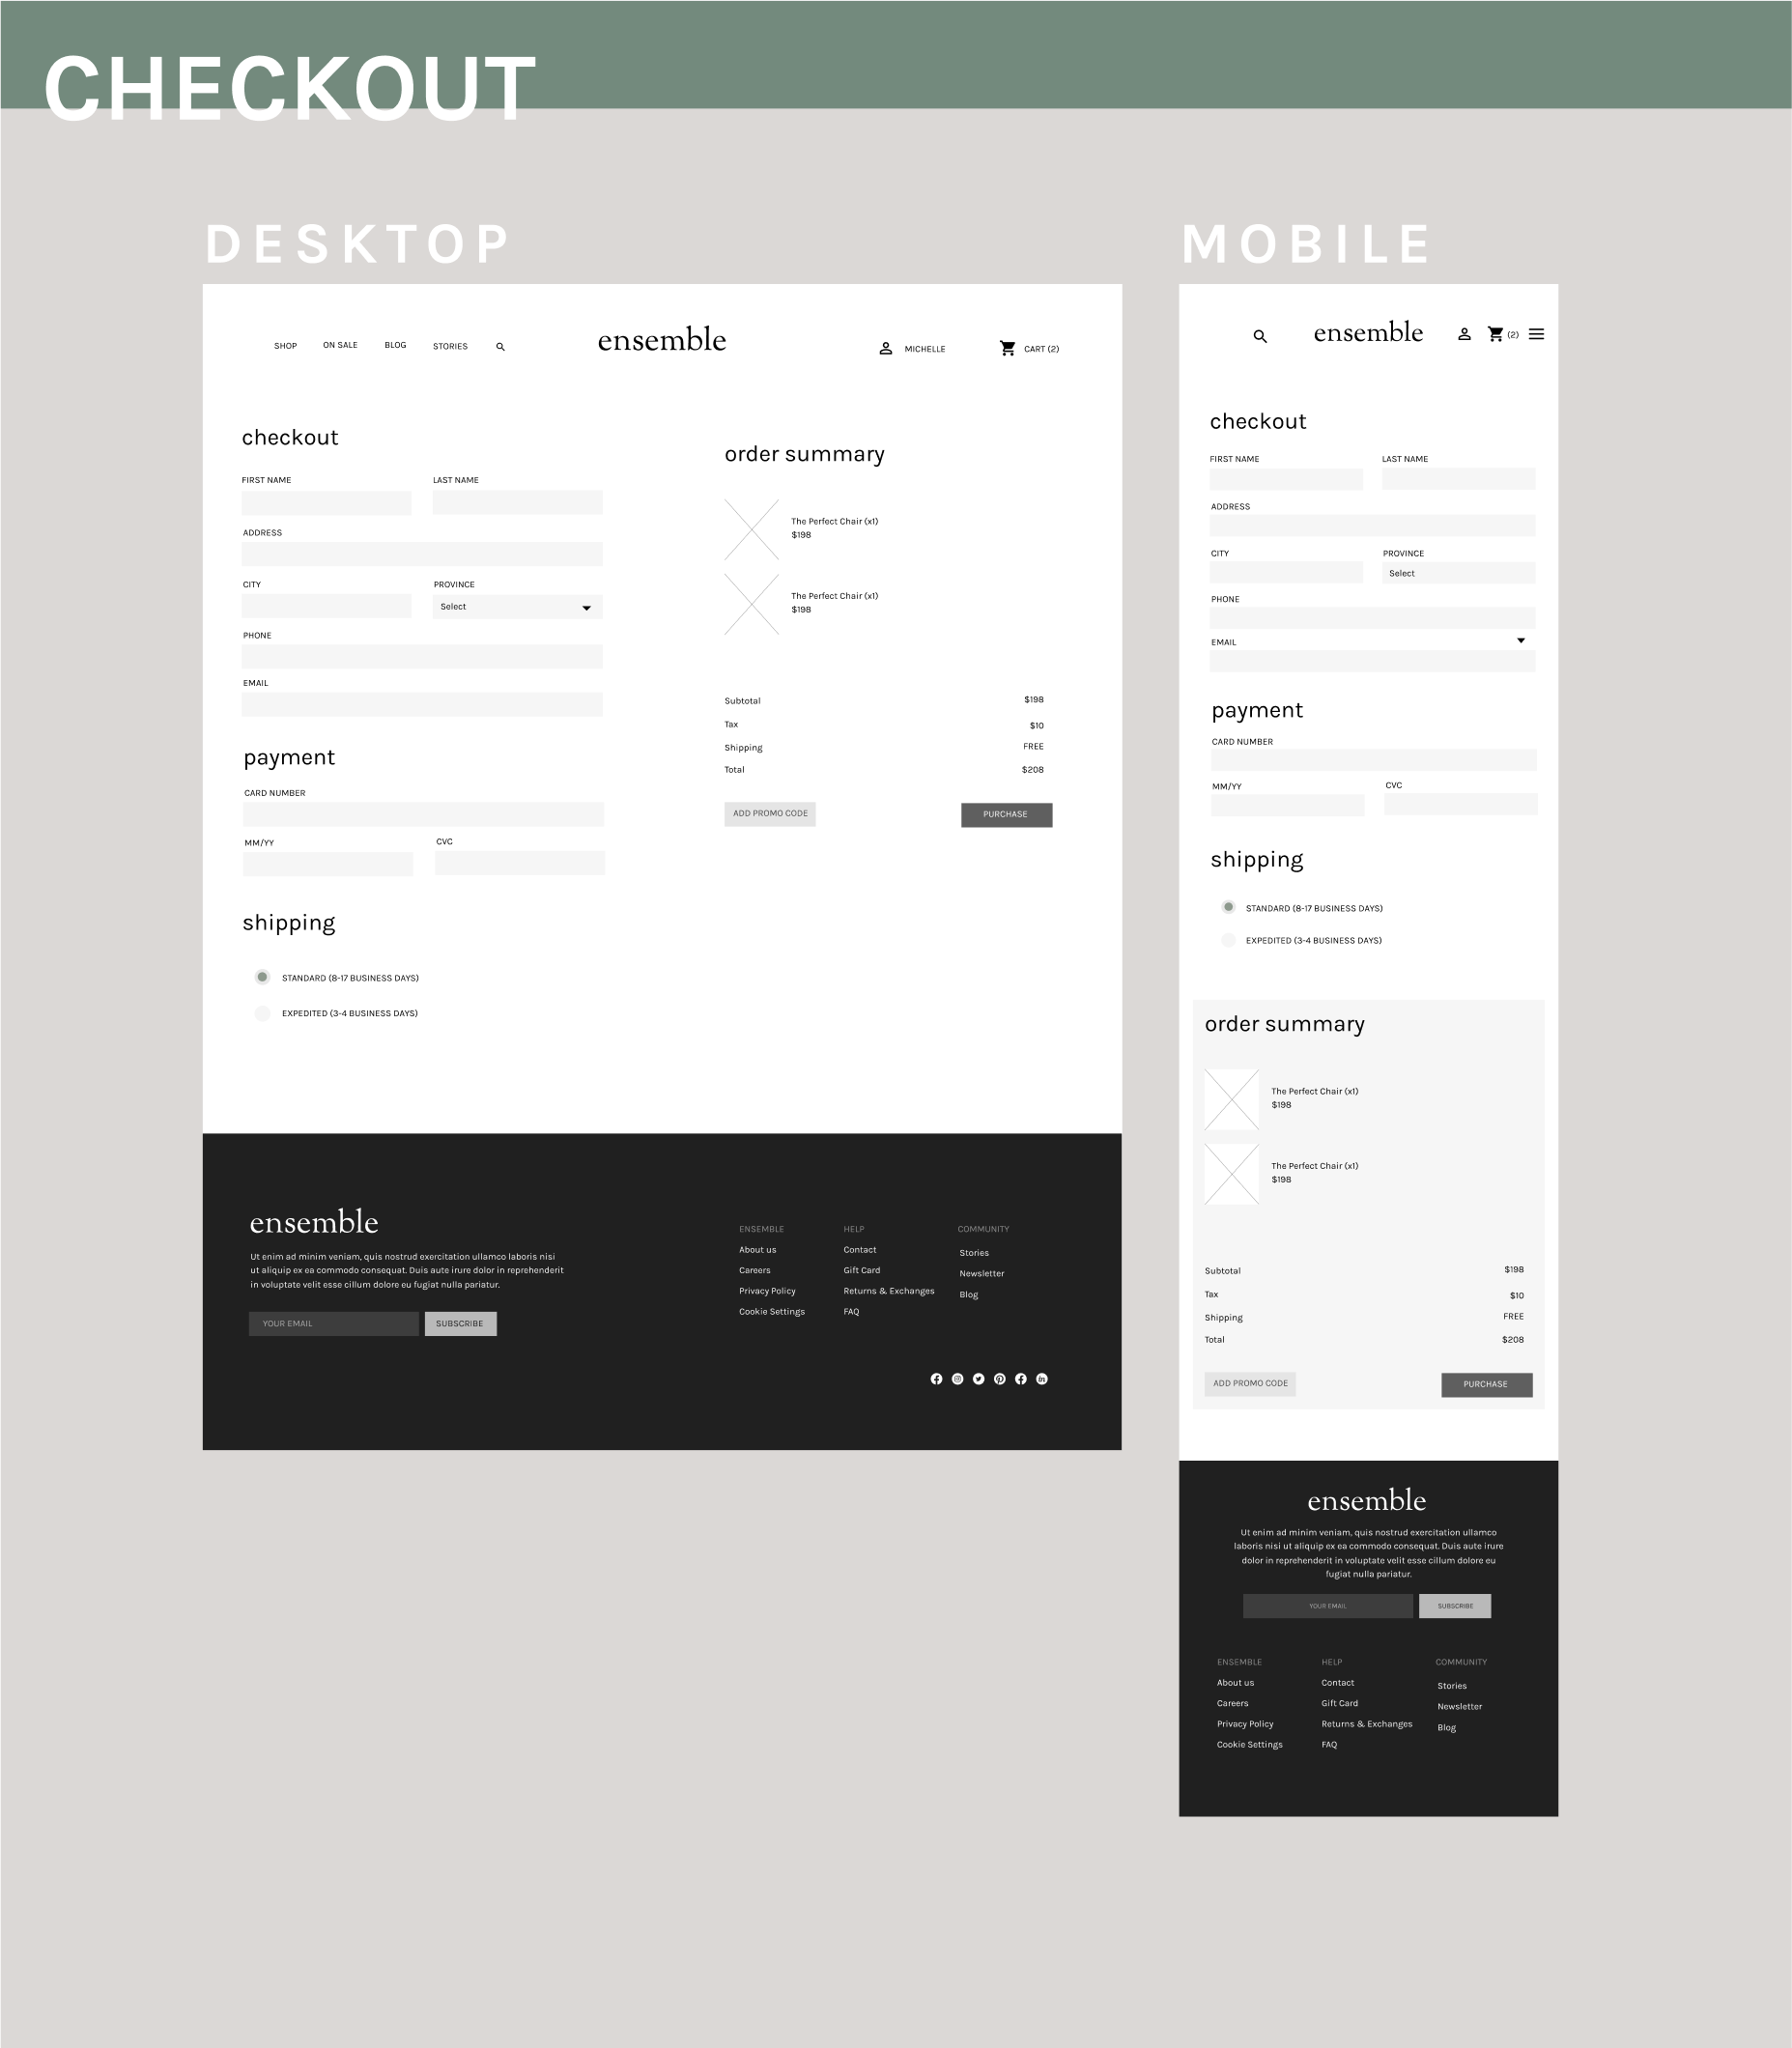 CHECKOUT
DESKTOP
SHOP ON SALE BLOG STORIES ensemble MICHELLE CART (2)
checkout
FIRST NAME LAST NAME
ADDRESS
CITY PROVINCE
Select
PHONE
EMAIL
payment
CARD NUMBER
MM/YY CVC
shipping
STANDARD (8-17 BUSINESS DAYS)
EXPEDITED (3-4 BUSINESS DAYS)
order summary
The Perfect Chair (x1)
$198
The Perfect Chair (x1)
$198
Subtotal $198
Tax $10
Shipping FREE
Total $208
ADD PROMO CODE PURCHASE
ensemble
Ut enim ad minim veniam, quis nostrud exercitation ullamco laboris nisi
ut aliquip ex ea commodo consequat. Duis aute irure dolor in reprehenderit
in voluptate velit esse cillum dolore eu fugiat nulla pariatur.
YOUR EMAIL SUBSCRIBE
ENSEMBLE
About us
Careers
Privacy Policy
Cookie Settings
HELP
Contact
Gift Card
Returns & Exchanges
FAQ
COMMUNITY
Stories
Newsletter
Blog
MOBILE
ensemble (2)
checkout
FIRST NAME LAST NAME
ADDRESS
CITY PROVINCE
Select
PHONE
EMAIL
payment
CARD NUMBER
MM/YY CVC
shipping
STANDARD (8-17 BUSINESS DAYS)
EXPEDITED (3-4 BUSINESS DAYS)
order summary
The Perfect Chair (x1)
$198
The Perfect Chair (x1)
$198
Subtotal $198
Tax $10
Shipping FREE
Total $208
ADD PROMO CODE PURCHASE
ensemble
Ut enim ad minim veniam, quis nostrud exercitation ullamco
laboris nisi ut aliquip ex ea commodo consequat. Duis aute irure
dolor in reprehenderit in voluptate velit esse cillum dolore eu
fugiat nulla pariatur.
YOUR EMAIL SUBSCRIBE
ENSEMBLE
About us
Careers
Privacy Policy
Cookie Settings
HELP
Contact
Gift Card
Returns & Exchanges
FAQ
COMMUNITY
Stories
Newsletter
Blog